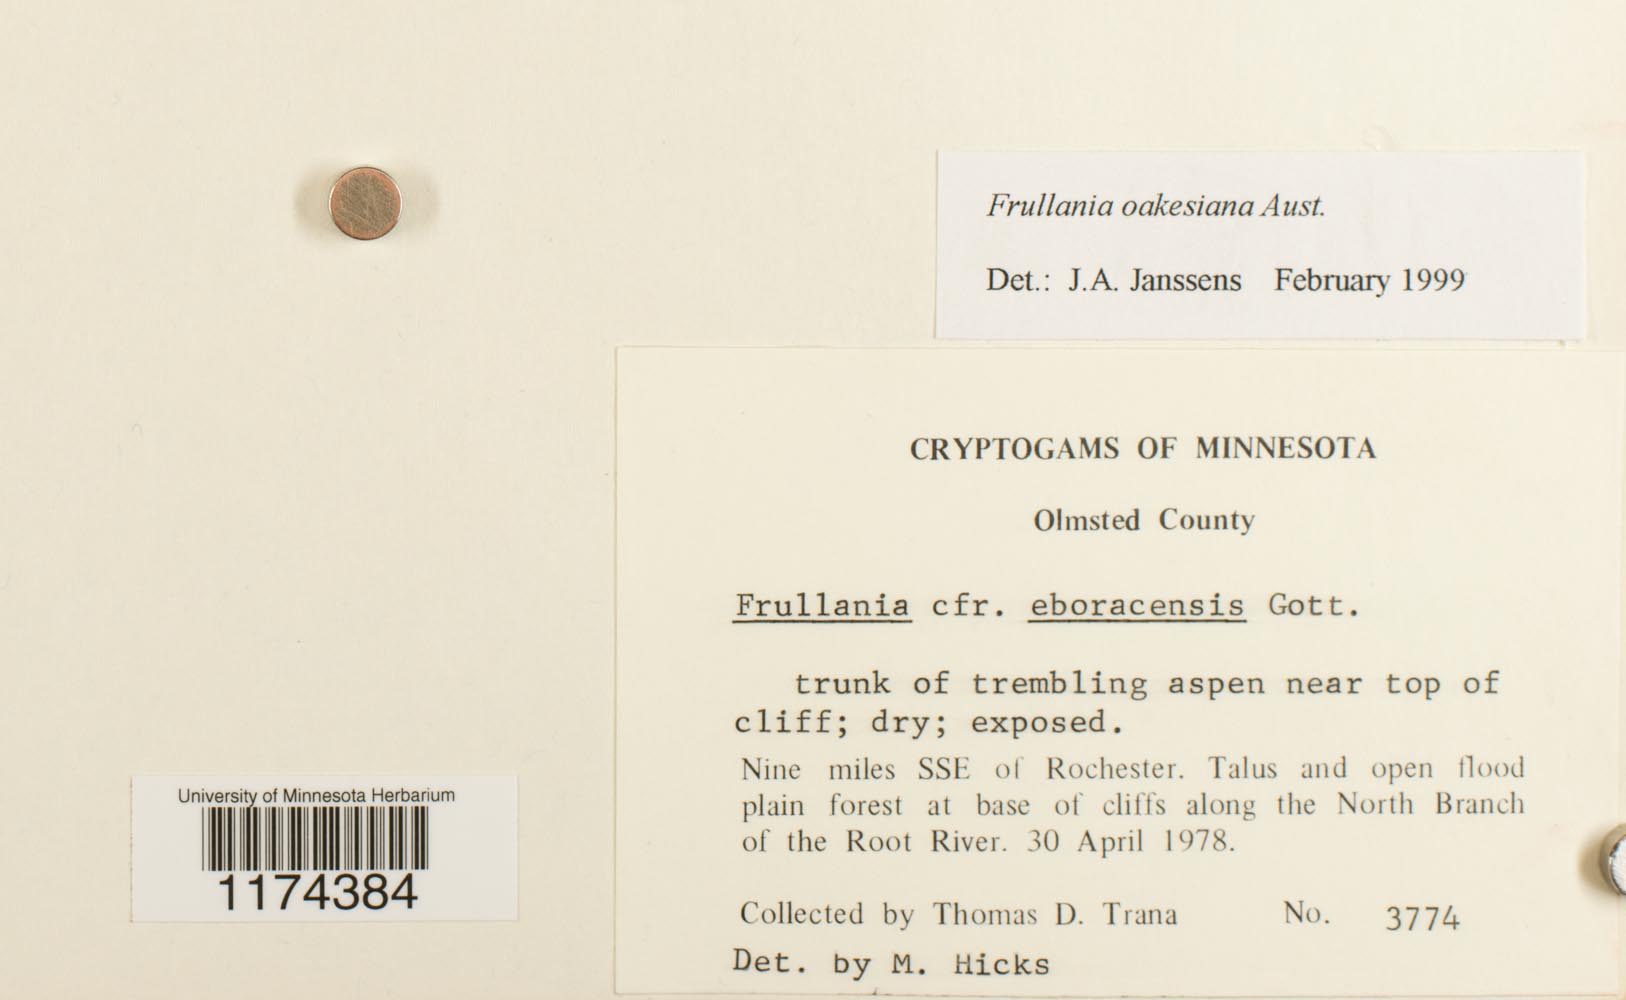 Frullania oakesiana Aust.
Det.: J.A. Janssens February 1999
CRYPTOGAMS OF MINNESOTA
Olmsted County
Frullania cfr. eboracensis Gott.
trunk of trembling aspen near top of
cliff; dry; exposed.
Nine miles SSE of Rochester. Talus and open flood
plain forest at base of cliffs along the North Branch
of the Root River. 30 April 1978.
Collected by Thomas D. Trana No. 3774
Det. by M. Hicks
University of Minnesota Herbarium
1174384